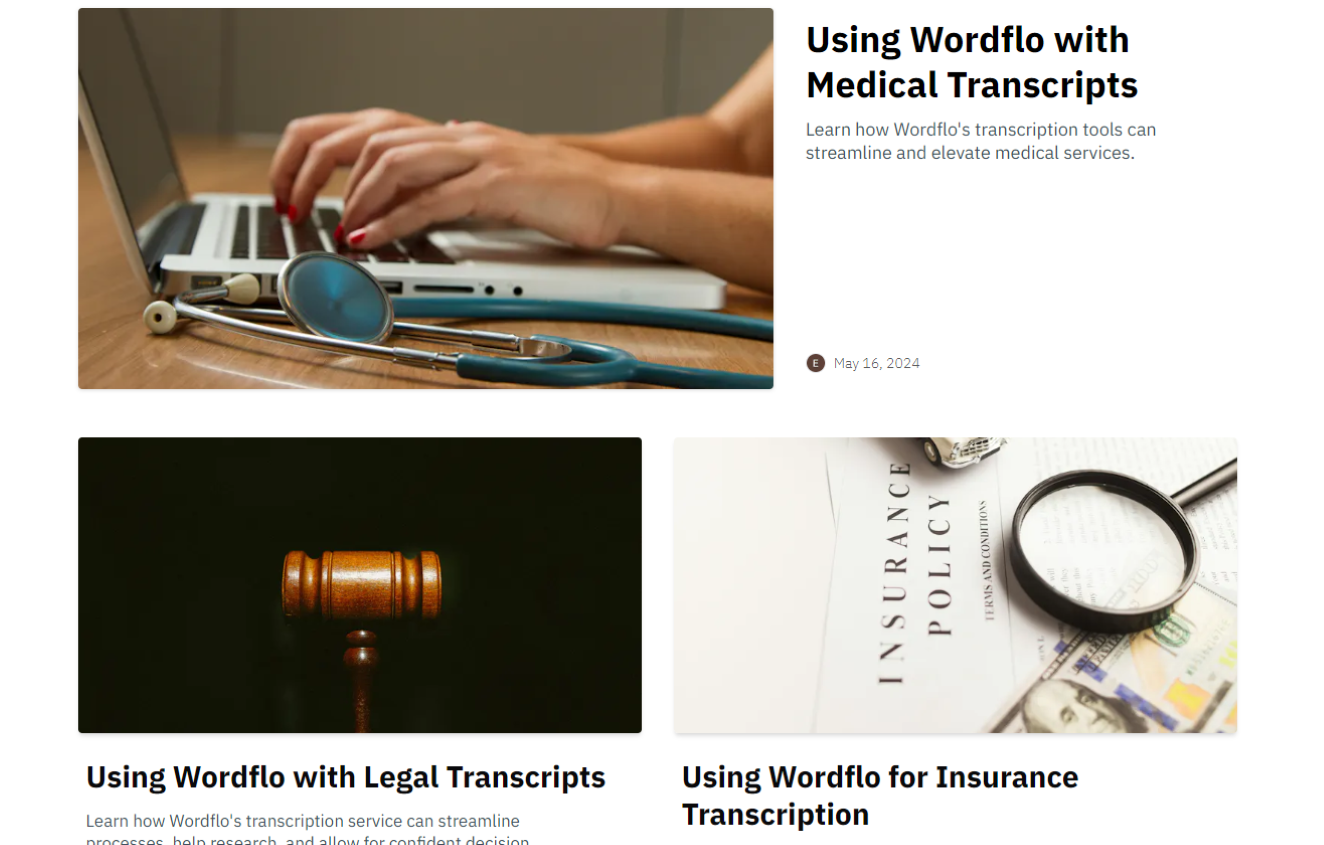 Using Wordflo with
Medical Transcripts
Learn how Wordflo's transcription tools can
streamline and elevate medical services.
E May 16, 2024
INSURANCE
POLICY
TERMS AND CONDITIONS
Using Wordflo with Legal Transcripts
Learn how Wordflo's transcription service can streamline
processes, help research, and allow for confident decision
Using Wordflo for Insurance
Transcription